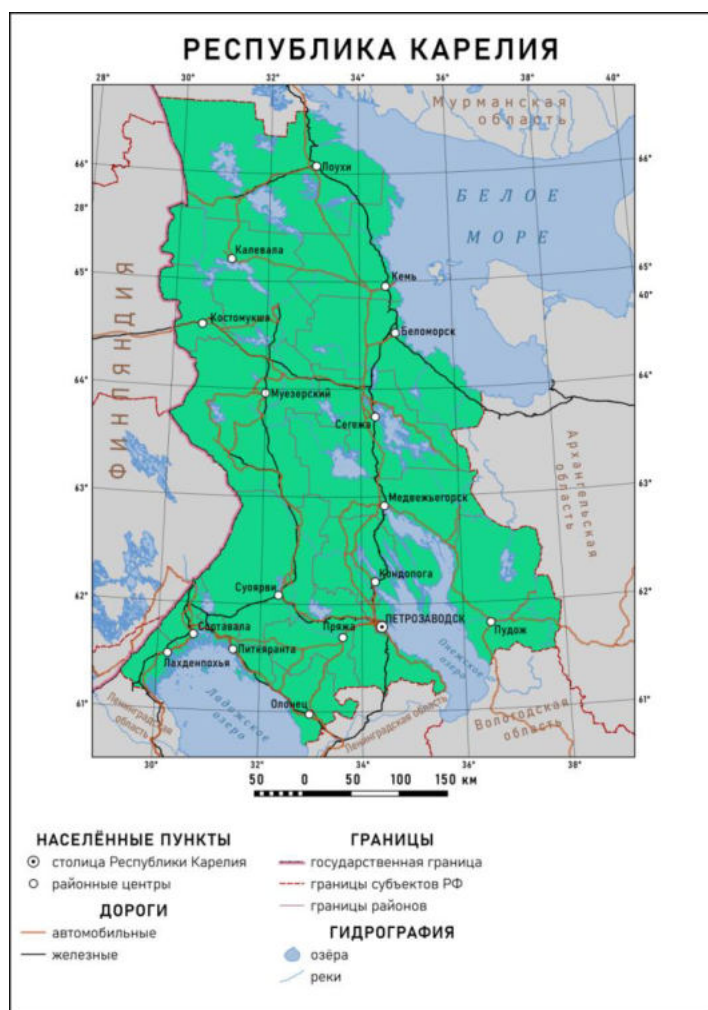 РЕСПУБЛИКА КАРЕЛИЯ
28° 30° 32° 34° 36° 38° 40°
Мурманская
область
66°
66°
Лоухи
БЕЛОЕ
МОРЕ
28°
Калевала
65°
65°
40°
Кемь
Костомукша
Беломорск
ФИНЛЯНДИЯ
64°
64°
Муезерский
Сегежа
Архангельская
область
63°
63°
Медвежьегорск
Кондопога
62°
62°
Суоярви
ПЕТРОЗАВОДСК
Пряжа
Пудож
Сортавала
Питкяранта
Лахденпохья
Онежское
озеро
61°
61°
Ладожское
озеро
Олонец
Ленинградская
область
Ленинградская область
Вологодская
область
30° 32° 34° 36° 38°
50 0 50 100 150 км
НАСЕЛЁННЫЕ ПУНКТЫ
столица Республики Карелия
районные центры
ДОРОГИ
автомобильные
железные
ГРАНИЦЫ
государственная граница
границы субъектов РФ
границы районов
ГИДРОГРАФИЯ
озёра
реки